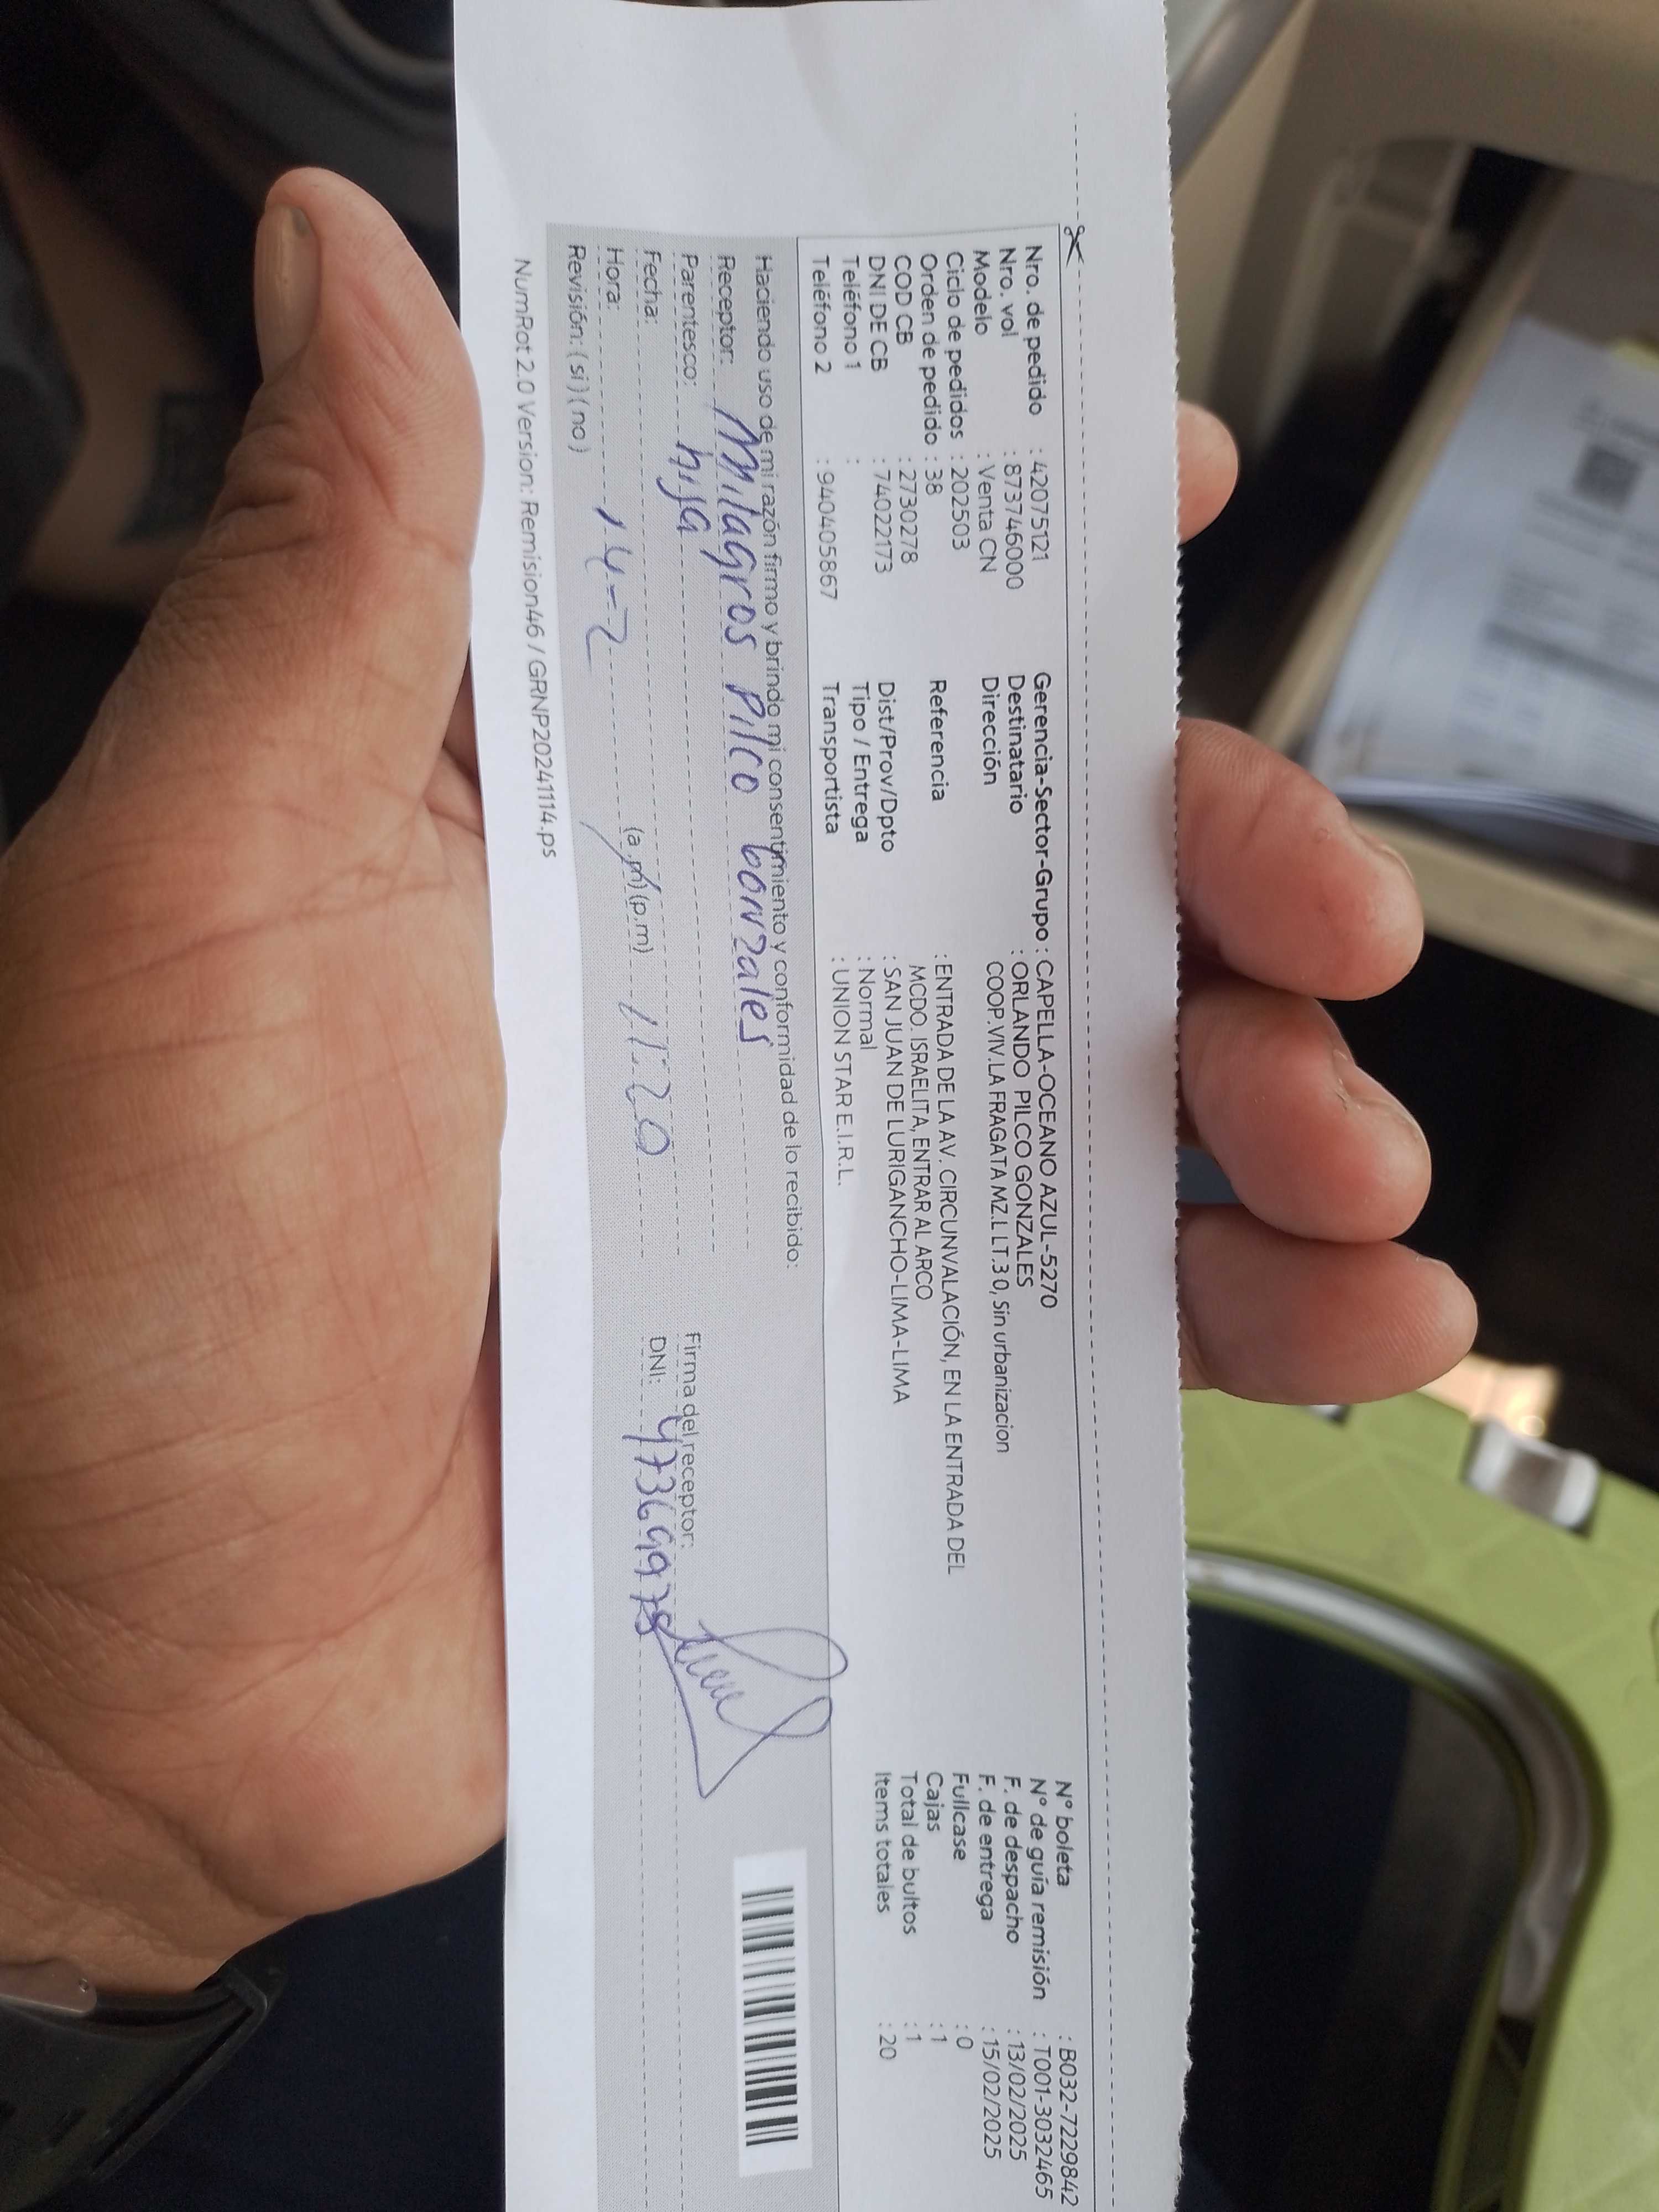 Nro. de pedido : 42075121
Nro. vol : 873746000
Modelo : Venta CN
Ciclo de pedidos : 202503
Orden de pedido : 38
COD CB : 2730278
DNI DE CB : 74022173
Teléfono 1 :
Teléfono 2 : 940405867
Gerencia-Sector-Grupo : CAPELLA-OCEANO AZUL-5270
Destinatario : ORLANDO PILCO GONZALES
Dirección COOP.VIV.LA FRAGATA MZ.L LT.3 0, Sin urbanizacion
Referencia : ENTRADA DE LA AV. CIRCUNVALACIÓN, EN LA ENTRADA DEL
MCDO. ISRAELITA, ENTRAR AL ARCO
Dist/Prov/Dpto : SAN JUAN DE LURIGANCHO-LIMA-LIMA
Tipo / Entrega : Normal
Transportista : UNION STAR E.I.R.L.
N° boleta : B032-7229842
N° de guía remisión : T001-3032465
F. de despacho : 13/02/2025
F. de entrega : 15/02/2025
Fullcase : 0
Cajas : 1
Total de bultos : 1
Items totales : 20
Haciendo uso de mi razón firmo y brindo mi consentimiento y conformidad de lo recibido:
Receptor: Milagros Pilco Gonzales
Parentesco: hija
Fecha:
Hora: 14-2 (a.m) (p.m) 11:20
Revisión: ( si ) ( no )
Firma del receptor:
DNI: 47369975
NumRot 2.0 Version: Remision46 / GRNP20241114.ps